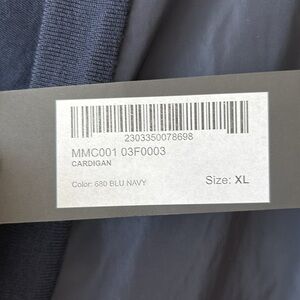 2303350078698
MMC001 03F0003
CARDIGAN
Color: 680 BLU NAVY
Size: XL